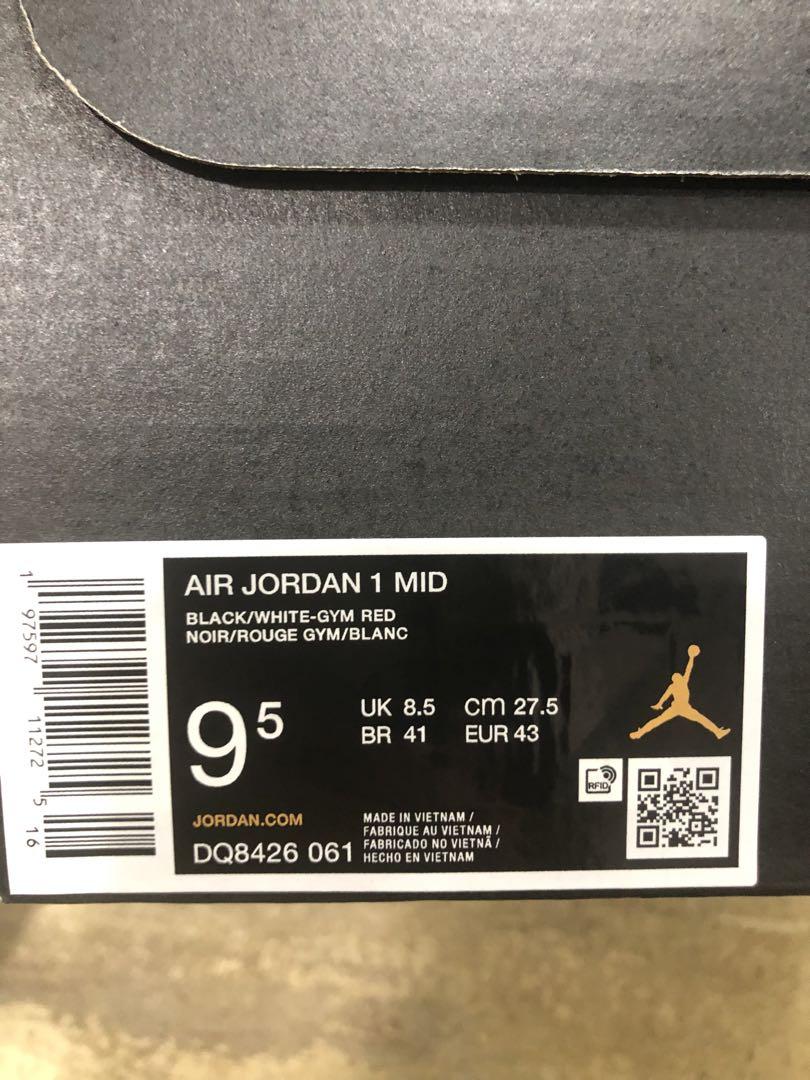 AIR JORDAN 1 MID
BLACK/WHITE-GYM RED
NOIR/ROUGE GYM/BLANC
9⁵
UK 8.5 CM 27.5
BR 41 EUR 43
RFID
JORDAN.COM
DQ8426 061
MADE IN VIETNAM /
FABRIQUE AU VIETNAM /
FABRICADO NO VIETNÃ /
HECHO EN VIETNAM
1 97597 11272 5 16